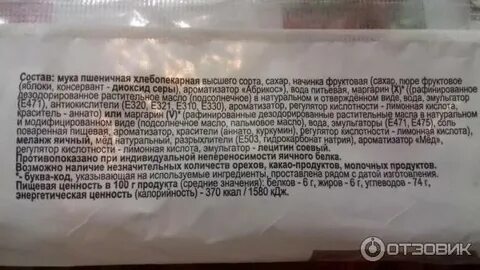 Состав: мука пшеничная хлебопекарная высшего сорта, сахар, начинка фруктовая (сахар, пюре фруктовое
(яблоки, консервант - диоксид серы), ароматизатор «Абрикос»), вода питьевая, маргарин (X)* ((рафинированное
дезодорированное растительное масло (подсолнечное) в натуральном и отверждённом виде, вода, эмульгатор
(Е471), антиокислители (Е320, Е321, Е310, Е330), ароматизатор, регулятор кислотности - лимонная кислота),
краситель - аннато) или маргарин (V)* (рафинированные дезодорированные растительные масла в натуральном
и модифицированном виде (подсолнечное масло, пальмовое масло), вода, эмульгаторы (Е471, Е475), соль
поваренная пищевая, ароматизатор, красители (аннато, куркумин), регулятор кислотности - лимонная кислота),
меланж яичный, мёд натуральный, разрыхлители (Е503, гидрокарбонат натрия), ароматизатор «Мёд»,
регулятор кислотности - лимонная кислота, эмульгатор - лецитин соевый.
Противопоказано при индивидуальной непереносимости яичного белка.
Возможно наличие незначительных количеств орехов, какао-продуктов, молочных продуктов.
*- буква-код, указывающая на используемые ингредиенты, проставлена рядом с датой изготовления.
Пищевая ценность в 100 г продукта (средние значения): белков - 6 г, жиров - 6 г, углеводов - 74 г,
энергетическая ценность (калорийность) - 370 ккал / 1580 кДж.
ОТЗОВИК